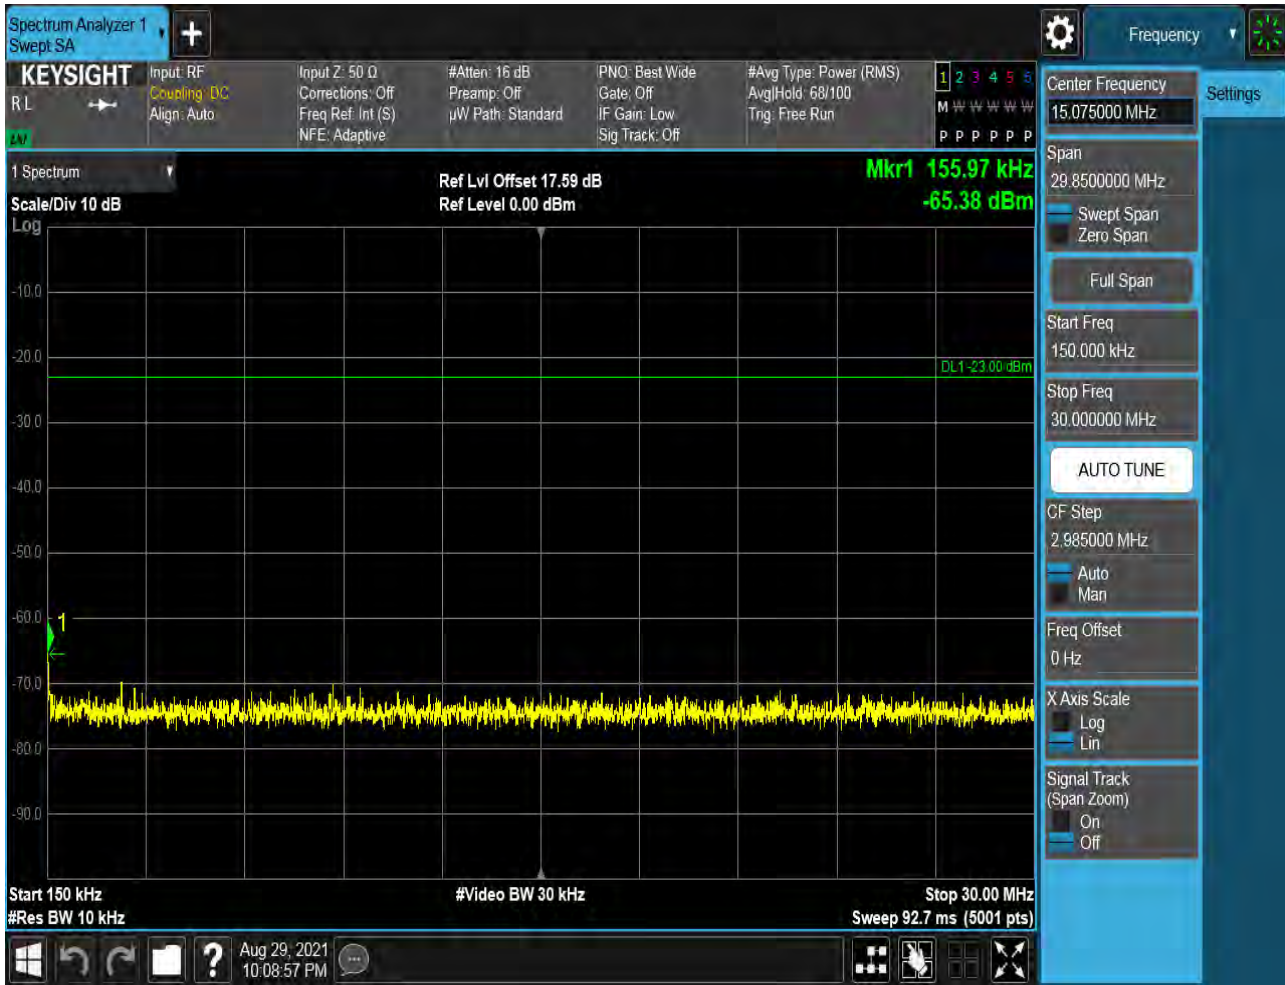 Spectrum Analyzer 1
Swept SA
Frequency
KEYSIGHT
R L
LNI
Input: RF
Coupling: DC
Align: Auto
Input Z: 50 Ω
Corrections: Off
Freq Ref: Int (S)
NFE: Adaptive
#Atten: 16 dB
Preamp: Off
µW Path: Standard
PNO: Best Wide
Gate: Off
IF Gain: Low
Sig Track: Off
#Avg Type: Power (RMS)
Avg|Hold: 68/100
Trig: Free Run
1 2 3 4 5 6
M W W W W W
P P P P P P
1 Spectrum
Scale/Div 10 dB
Log
Ref Lvl Offset 17.59 dB
Ref Level 0.00 dBm
Mkr1 155.97 kHz
-65.38 dBm
-10.0
-20.0
DL1 -23.00 dBm
-30.0
-40.0
-50.0
-60.0
1
-70.0
-80.0
-90.0
Start 150 kHz
#Video BW 30 kHz
Stop 30.00 MHz
#Res BW 10 kHz
Sweep 92.7 ms (5001 pts)
?
Aug 29, 2021
10:08:57 PM
Center Frequency
15.075000 MHz
Settings
Span
29.8500000 MHz
Swept Span
Zero Span
Full Span
Start Freq
150.000 kHz
Stop Freq
30.000000 MHz
AUTO TUNE
CF Step
2.985000 MHz
Auto
Man
Freq Offset
0 Hz
X Axis Scale
Log
Lin
Signal Track
(Span Zoom)
On
Off